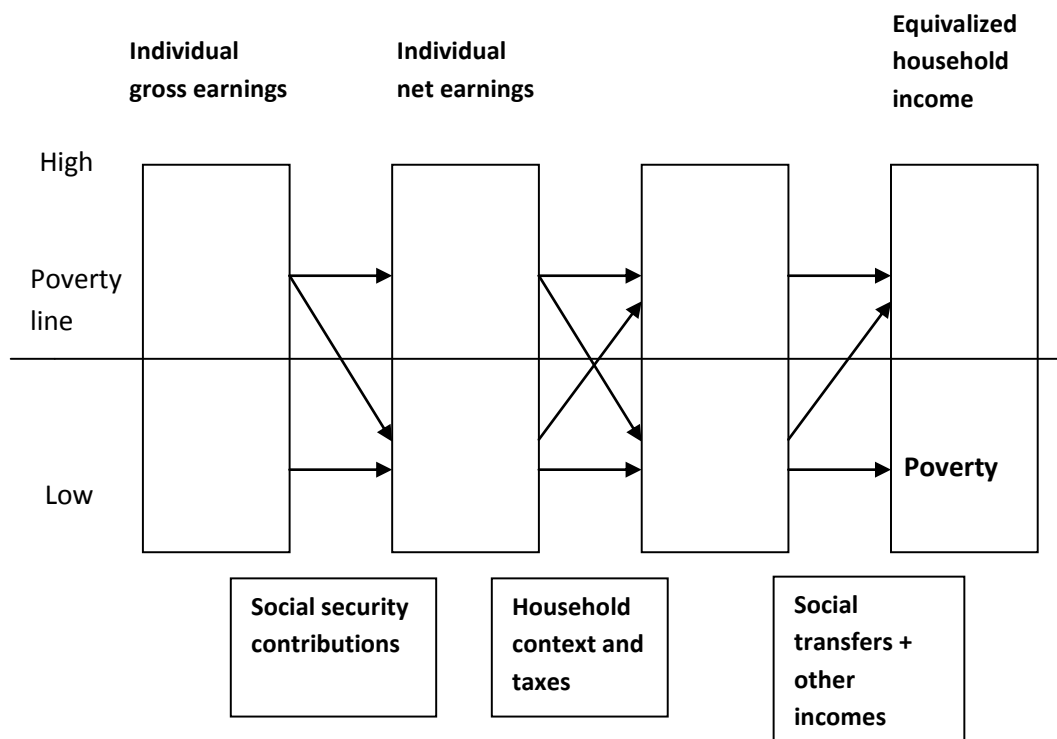 Individual
gross earnings
Individual
net earnings
Equivalized
household
income
High
Poverty
line
Low
Poverty
Social security
contributions
Household
context and
taxes
Social
transfers +
other
incomes